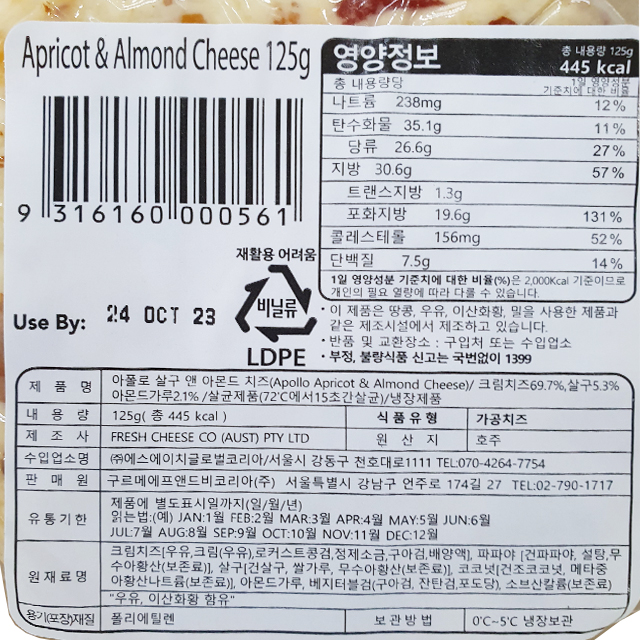 Apricot & Almond Cheese 125g
9 316160 000561
재활용 어려움
비닐류
LDPE
Use By: 24 OCT 23
영양정보
총 내용량 125g
445 kcal
총 내용량당
1일 영양성분
기준치에 대한 비율
나트륨 238mg 12%
탄수화물 35.1g 11%
당류 26.6g 27%
지방 30.6g 57%
트랜스지방 1.3g
포화지방 19.6g 131%
콜레스테롤 156mg 52%
단백질 7.5g 14%
1일 영양성분 기준치에 대한 비율(%)은 2,000Kcal 기준이므로
개인의 필요 열량에 따라 다를 수 있습니다.
· 이 제품은 땅콩, 우유, 이산화황, 밀을 사용한 제품과
같은 제조시설에서 제조하고 있습니다.
· 반품 및 교환장소 : 구입처 또는 수입업소
· 부정, 불량식품 신고는 국번없이 1399
제 품 명 아폴로 살구 앤 아몬드 치즈(Apollo Apricot & Almond Cheese)/ 크림치즈69.7%,살구5.3%
아몬드가루2.1% /살균제품(72℃에서15초간살균)/냉장제품
내 용 량 125g( 총 445 kcal ) 식품유형 가공치즈
제 조 사 FRESH CHEESE CO (AUST) PTY LTD 원 산 지 호주
수입업소명 ㈜에스에이치글로벌코리아/서울시 강동구 천호대로1111 TEL:070-4264-7754
판 매 원 구르메에프앤드비코리아(주) 서울특별시 강남구 언주로 174길 27 TEL:02-790-1717
유통기한 제품에 별도표시일까지(일/월/년)
읽는법:(예) JAN:1월 FEB:2월 MAR:3월 APR:4월 MAY:5월 JUN:6월
JUL:7월 AUG:8월 SEP:9월 OCT:10월 NOV:11월 DEC:12월
원재료명 크림치즈[우유,크림(우유),로커스트콩검,정제소금,구아검,배양액], 파파야 [건파파야, 설탕,무
수아황산(보존료)], 살구[건살구, 쌀가루, 무수아황산(보존료)], 코코넛[건조코코넛, 메타중
아황산나트륨(보존료)], 아몬드가루, 베지터블검(구아검, 잔탄검,포도당), 소브산칼륨(보존료)
"우유, 이산화황 함유"
용기(포장)재질 폴리에틸렌 보관방법 0℃~5℃ 냉장보관